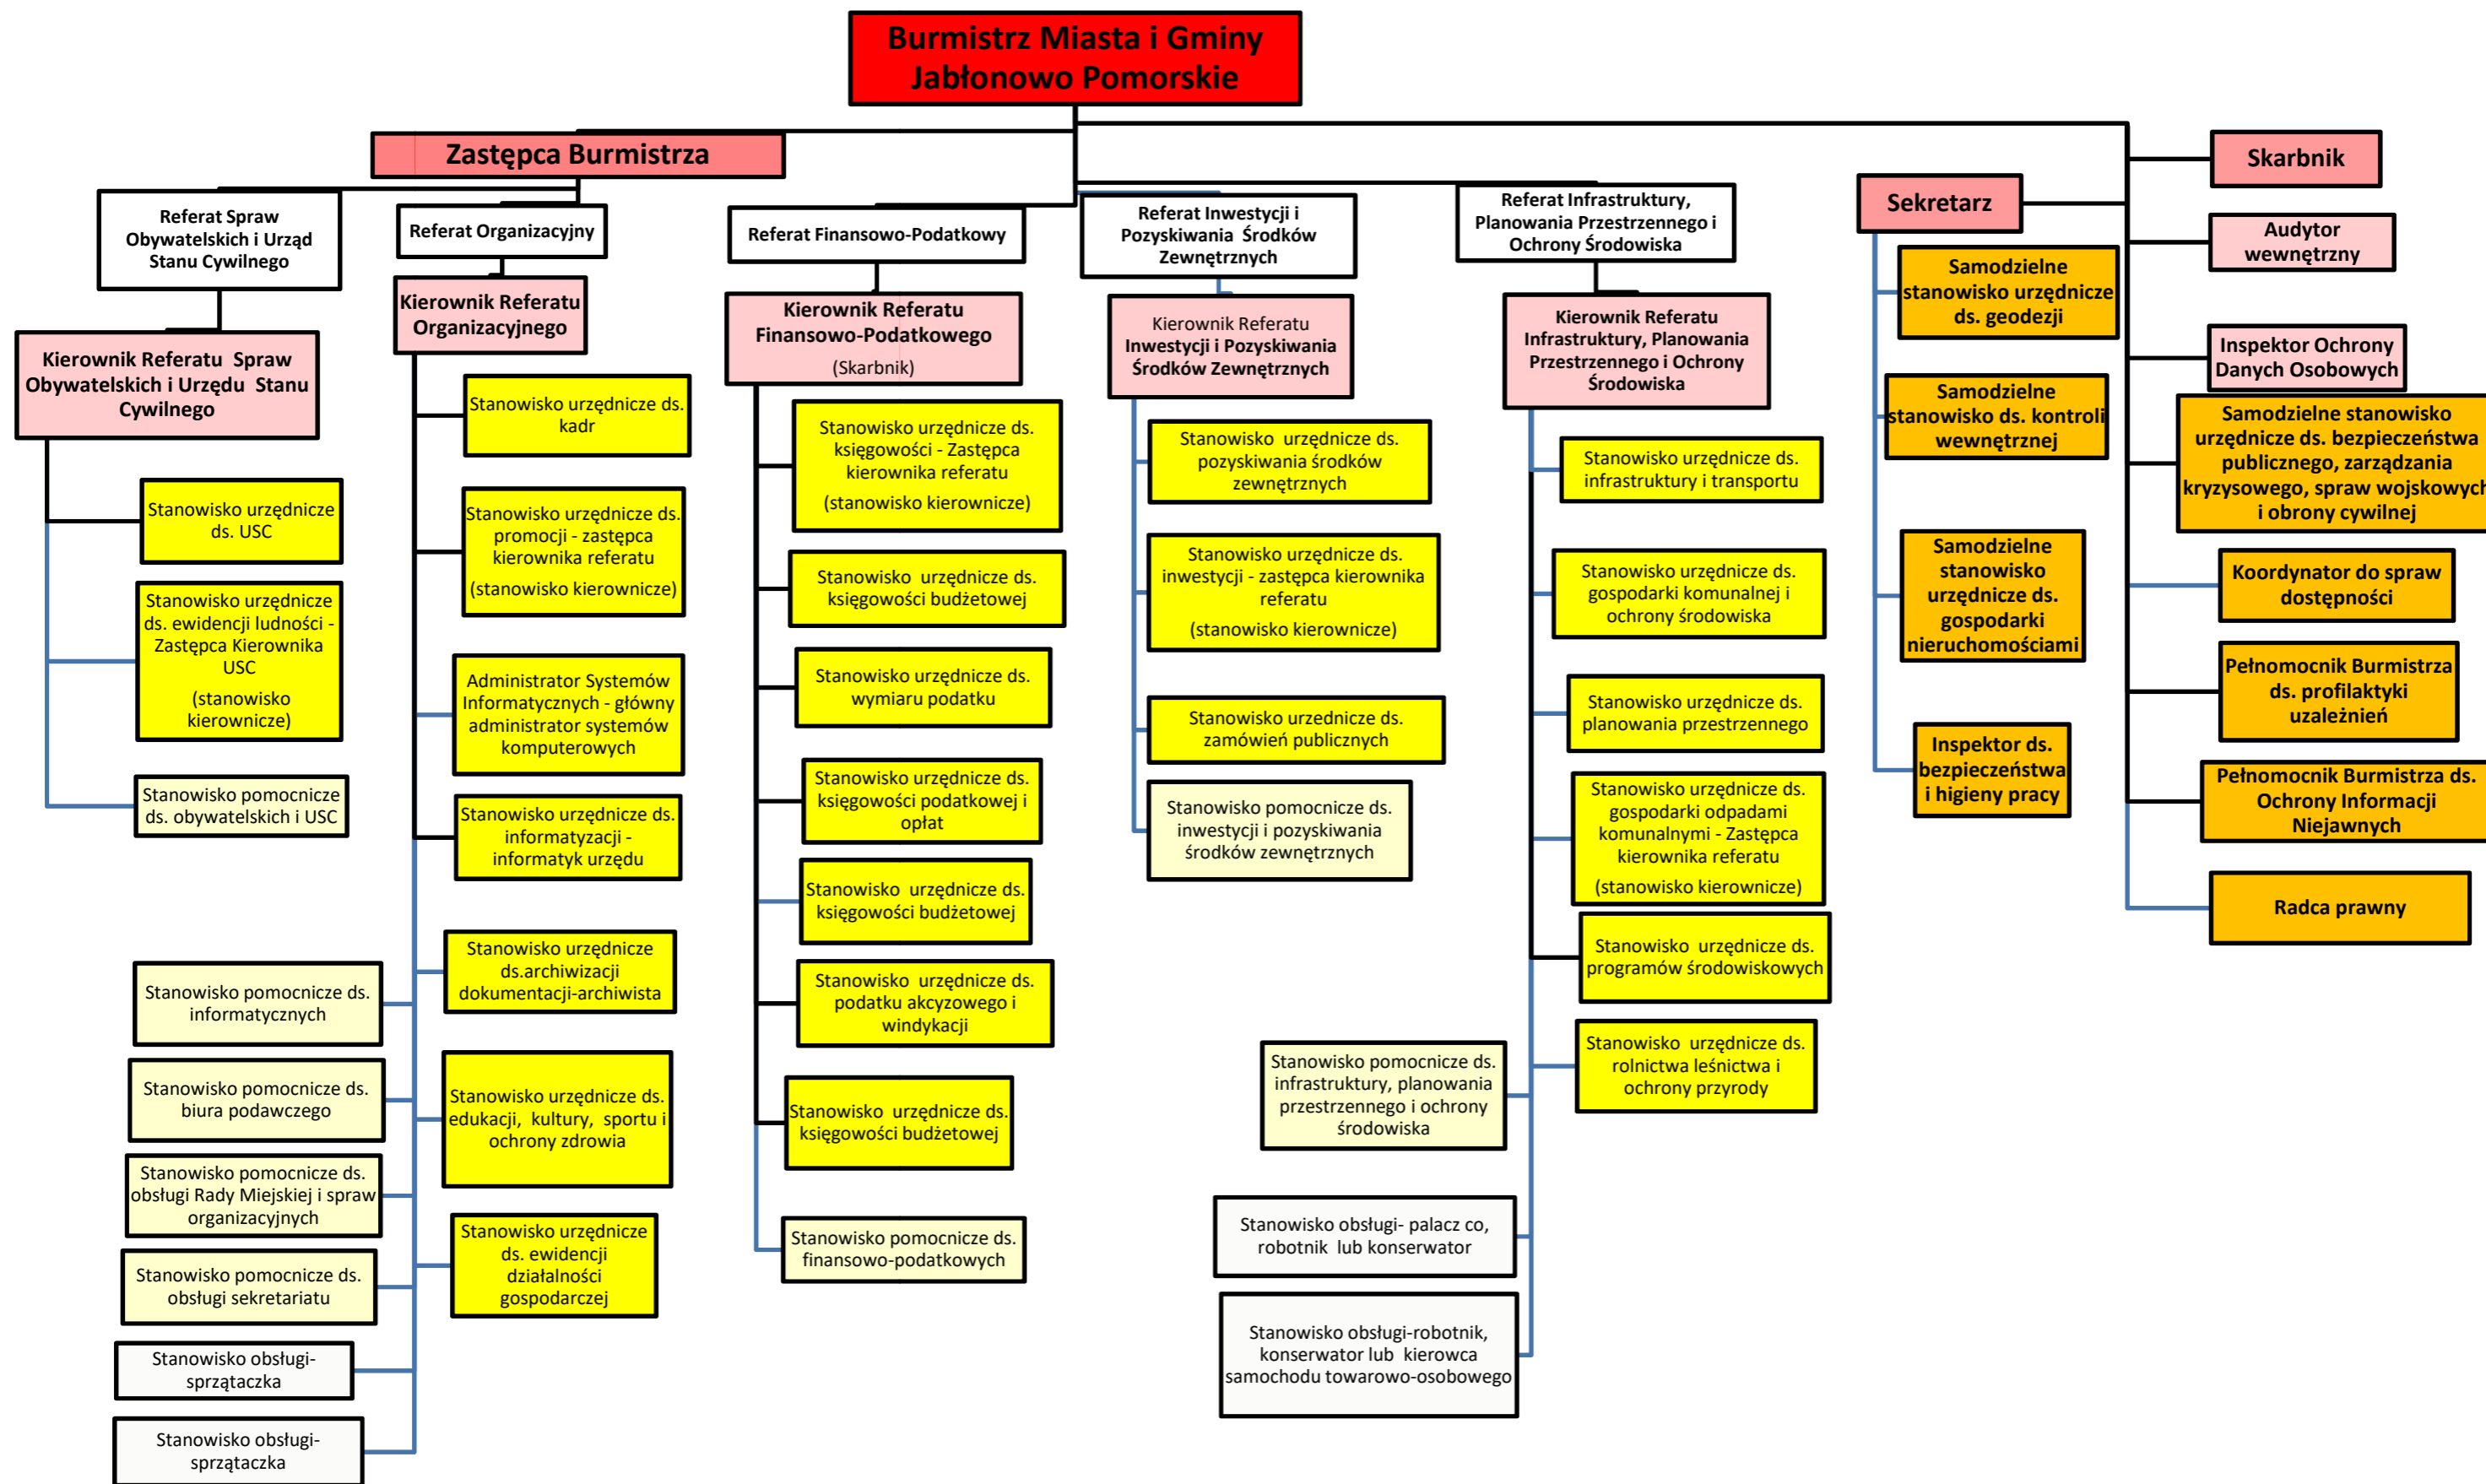 Burmistrz Miasta i Gminy
Jabłonowo Pomorskie
Zastępca Burmistrza
Skarbnik
Sekretarz
Audytor
wewnętrzny
Inspektor Ochrony
Danych Osobowych
Samodzielne stanowisko
urzędnicze ds. bezpieczeństwa
publicznego, zarządzania
kryzysowego, spraw wojskowych
i obrony cywilnej
Koordynator do spraw
dostępności
Pełnomocnik Burmistrza
ds. profilaktyki
uzależnień
Pełnomocnik Burmistrza ds.
Ochrony Informacji
Niejawnych
Radca prawny
Samodzielne
stanowisko urzędnicze
ds. geodezji
Samodzielne
stanowisko ds. kontroli
wewnętrznej
Samodzielne
stanowisko
urzędnicze ds.
gospodarki
nieruchomościami
Inspektor ds.
bezpieczeństwa
i higieny pracy
Referat Spraw
Obywatelskich i Urząd
Stanu Cywilnego
Kierownik Referatu  Spraw
Obywatelskich i Urzędu  Stanu
Cywilnego
Stanowisko urzędnicze
ds. USC
Stanowisko urzędnicze
ds. ewidencji ludności -
Zastępca Kierownika
USC
(stanowisko
kierownicze)
Stanowisko pomocnicze
ds. obywatelskich i USC
Referat Organizacyjny
Kierownik Referatu
Organizacyjnego
Stanowisko urzędnicze ds.
kadr
Stanowisko urzędnicze ds.
promocji - zastępca
kierownika referatu
(stanowisko kierownicze)
Administrator Systemów
Informatycznych - główny
administrator systemów
komputerowych
Stanowisko urzędnicze ds.
informatyzacji -
informatyk urzędu
Stanowisko urzędnicze
ds.archiwizacji
dokumentacji-archiwista
Stanowisko urzędnicze ds.
edukacji,  kultury,  sportu i
ochrony zdrowia
Stanowisko urzędnicze
ds. ewidencji
działalności
gospodarczej
Stanowisko pomocnicze ds.
informatycznych
Stanowisko pomocnicze ds.
biura podawczego
Stanowisko pomocnicze ds.
obsługi Rady Miejskiej i spraw
organizacyjnych
Stanowisko pomocnicze ds.
obsługi sekretariatu
Stanowisko obsługi-
sprzątaczka
Stanowisko obsługi-
sprzątaczka
Referat Finansowo-Podatkowy
Kierownik Referatu
Finansowo-Podatkowego
(Skarbnik)
Stanowisko urzędnicze ds.
księgowości - Zastępca
kierownika referatu
(stanowisko kierownicze)
Stanowisko  urzędnicze ds.
księgowości budżetowej
Stanowisko urzędnicze ds.
wymiaru podatku
Stanowisko urzędnicze ds.
księgowości podatkowej i
opłat
Stanowisko  urzędnicze ds.
księgowości budżetowej
Stanowisko  urzędnicze ds.
podatku akcyzowego i
windykacji
Stanowisko  urzędnicze ds.
księgowości budżetowej
Stanowisko pomocnicze ds.
finansowo-podatkowych
Referat Inwestycji i
Pozyskiwania  Środków
Zewnętrznych
Kierownik Referatu
Inwestycji i Pozyskiwania
Środków Zewnętrznych
Stanowisko  urzędnicze ds.
pozyskiwania środków
zewnętrznych
Stanowisko urzędnicze ds.
inwestycji - zastępca kierownika
referatu
(stanowisko kierownicze)
Stanowisko urzednicze ds.
zamówień publicznych
Stanowisko pomocnicze ds.
inwestycji i pozyskiwania
środków zewnętrznych
Referat Infrastruktury,
Planowania Przestrzennego i
Ochrony Środowiska
Kierownik Referatu
Infrastruktury, Planowania
Przestrzennego i Ochrony
Środowiska
Stanowisko urzędnicze ds.
infrastruktury i transportu
Stanowisko urzędnicze ds.
gospodarki komunalnej i
ochrony środowiska
Stanowisko urzędnicze ds.
planowania przestrzennego
Stanowisko urzędnicze ds.
gospodarki odpadami
komunalnymi - Zastępca
kierownika referatu
(stanowisko kierownicze)
Stanowisko  urzędnicze ds.
programów środowiskowych
Stanowisko  urzędnicze ds.
rolnictwa leśnictwa i
ochrony przyrody
Stanowisko pomocnicze ds.
infrastruktury, planowania
przestrzennego i ochrony
środowiska
Stanowisko obsługi- palacz co,
robotnik  lub konserwator
Stanowisko obsługi-robotnik,
konserwator lub  kierowca
samochodu towarowo-osobowego